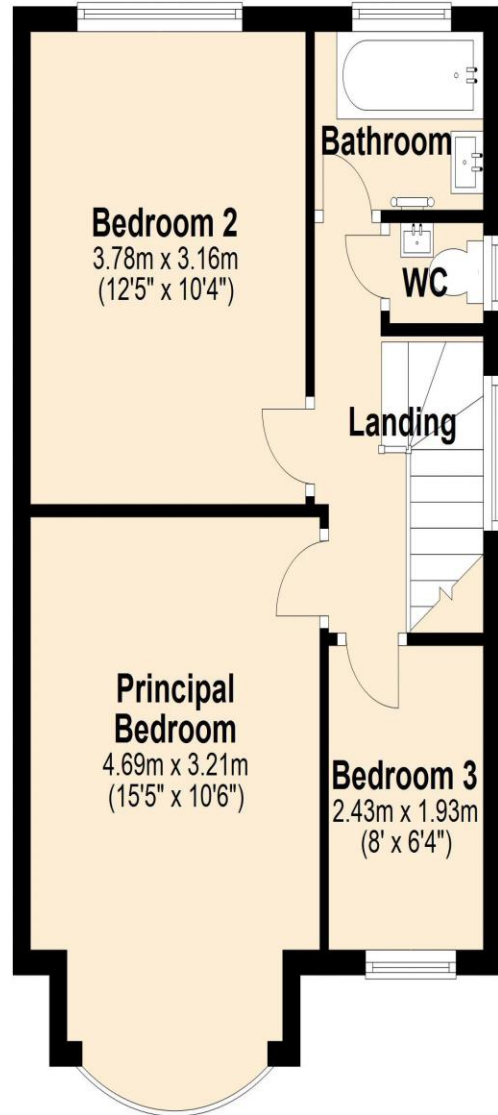 Bathroom
Bedroom 2
3.78m x 3.16m
(12'5" x 10'4")
WC
Landing
Principal
Bedroom
4.69m x 3.21m
(15'5" x 10'6")
Bedroom 3
2.43m x 1.93m
(8' x 6'4")